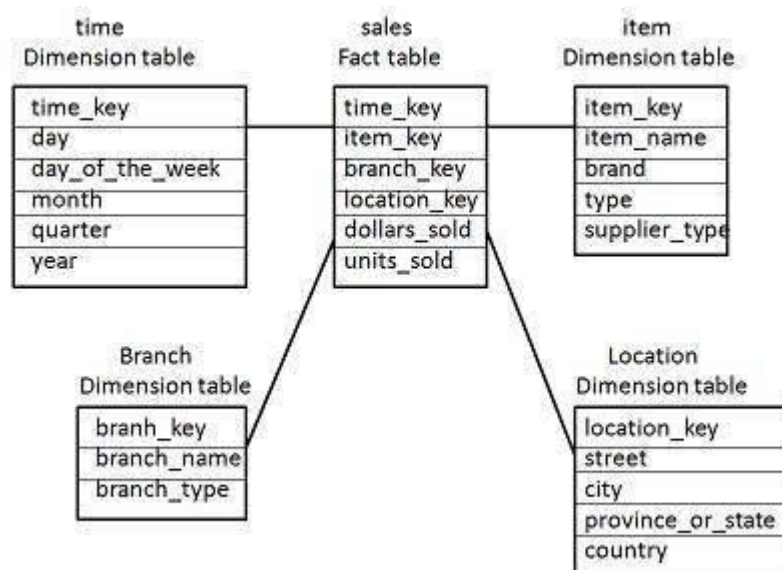 time
Dimension table
time_key
day
day_of_the_week
month
quarter
year
sales
Fact table
time_key
item_key
branch_key
location_key
dollars_sold
units_sold
item
Dimension table
item_key
item_name
brand
type
supplier_type
Branch
Dimension table
branh_key
branch_name
branch_type
Location
Dimension table
location_key
street
city
province_or_state
country